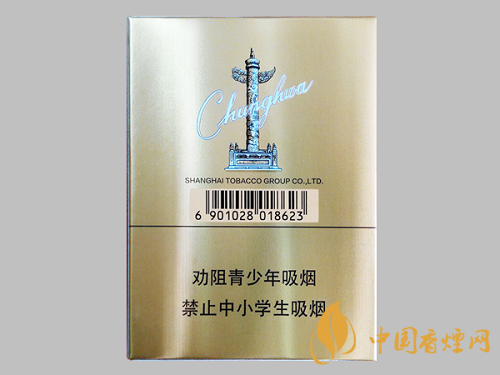 Chunghwa
SHANGHAI TOBACCO GROUP CO.,LTD.
6 901028 018623
劝阻青少年吸烟
禁止中小学生吸烟
中国香烟网